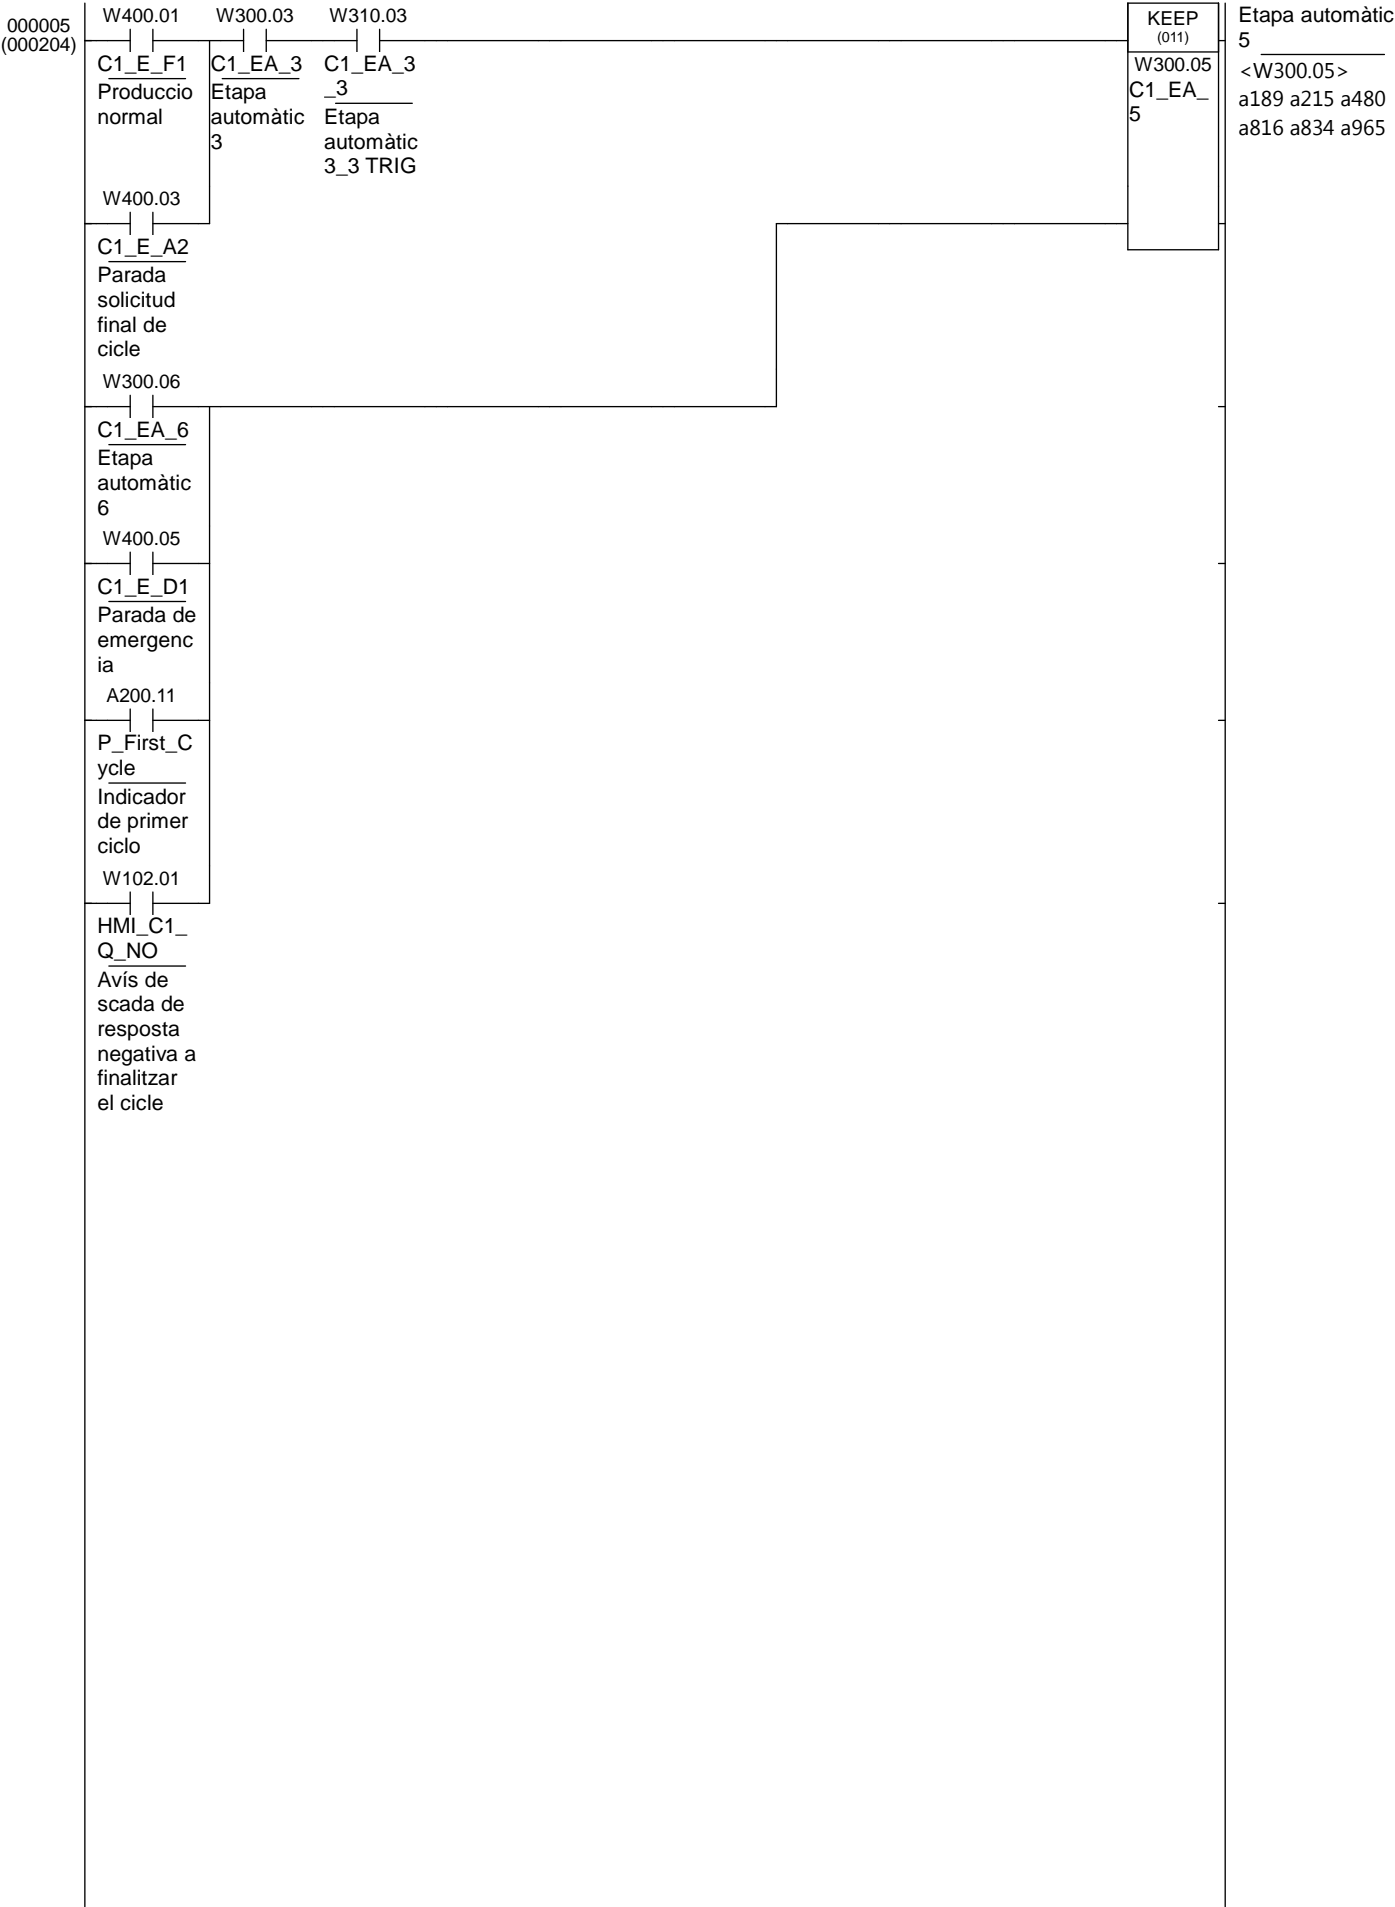 000005
(000204)
W400.01 W300.03 W310.03
C1_E_F1
Produccio
normal
C1_EA_3
Etapa
automàtic
3
C1_EA_3
_3
Etapa
automàtic
3_3 TRIG
KEEP
(011)
W300.05
C1_EA_
5
Etapa automàtic
5
<W300.05>
a189 a215 a480
a816 a834 a965
W400.03
C1_E_A2
Parada
solicitud
final de
cicle
W300.06
C1_EA_6
Etapa
automàtic
6
W400.05
C1_E_D1
Parada de
emergenc
ia
A200.11
P_First_C
ycle
Indicador
de primer
ciclo
W102.01
HMI_C1_
Q_NO
Avís de
scada de
resposta
negativa a
finalitzar
el cicle